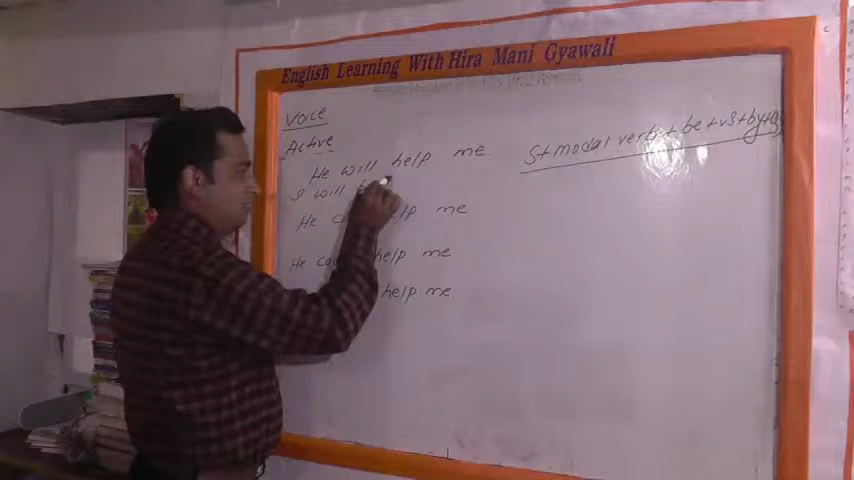 English Learning With Hira Mani Gyawali
Voice
Active
He will help me
I will
He help me
He help me
help me
S+modal verb+be+v3+by+o